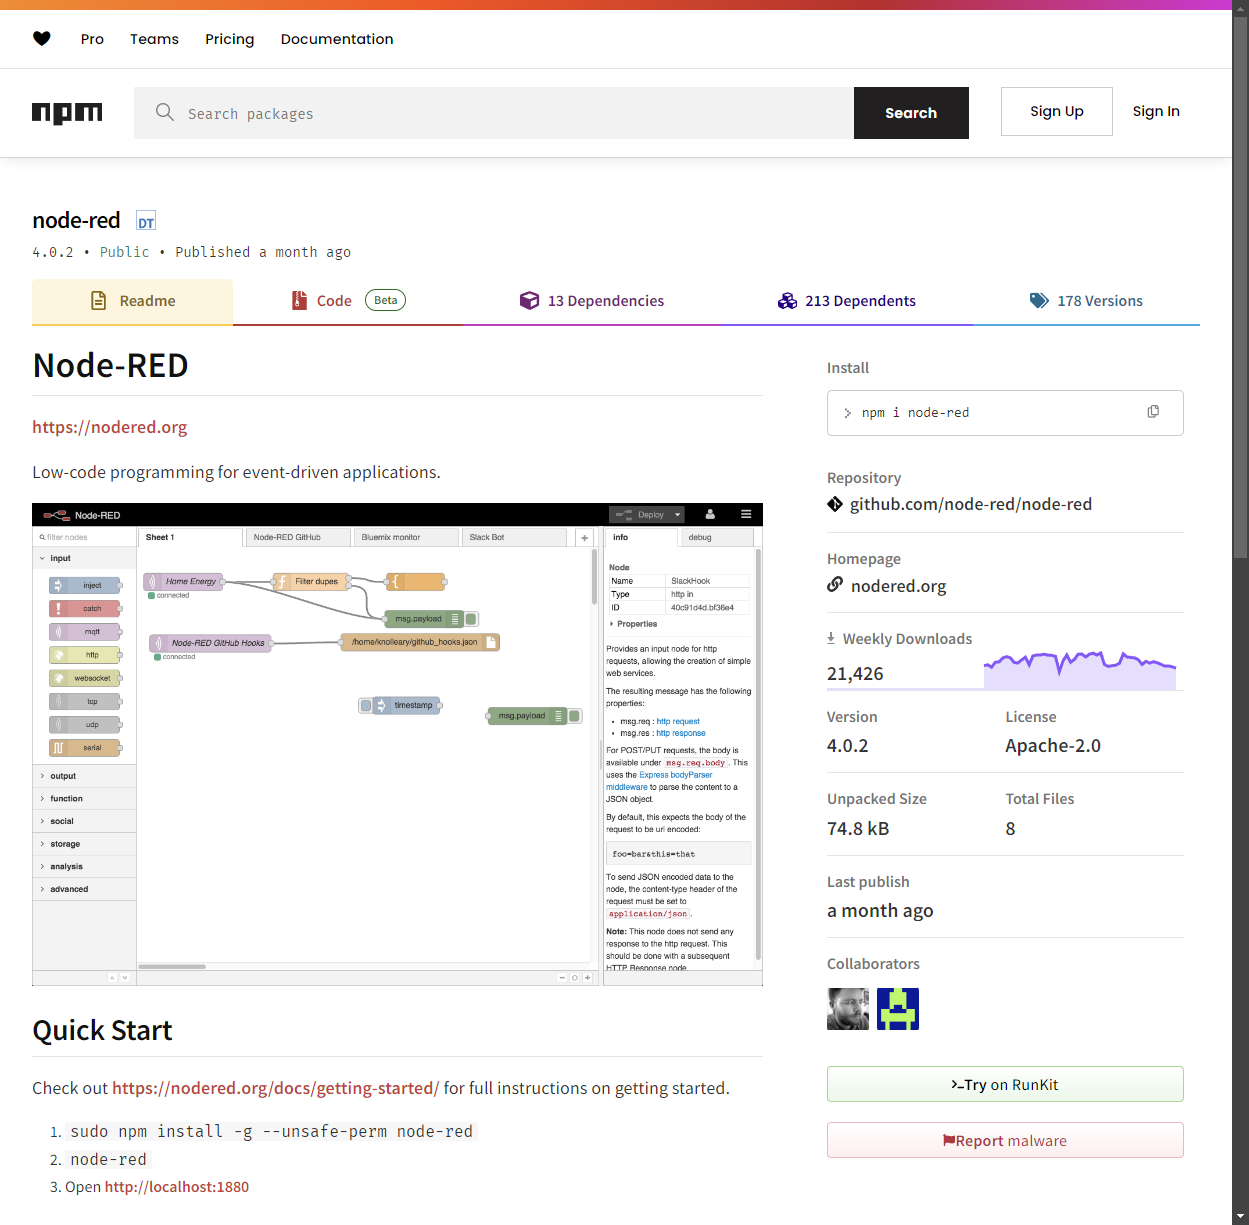 Pro Teams Pricing Documentation
npm Search packages Search Sign Up Sign In
node-red DT
4.0.2 • Public • Published a month ago
Readme Code Beta 13 Dependencies 213 Dependents 178 Versions
Node-RED
https://nodered.org
Low-code programming for event-driven applications.
Node-RED Deploy
filter nodes
input
inject
catch
mqtt
http
websocket
tcp
udp
serial
output
function
social
storage
analysis
advanced
Sheet 1 Node-RED GitHub Bluemix monitor Slack Bot +
Home Energy Filter dupes {
connected
msg.payload
Node-RED GitHub Hooks /home/knolleary/github_hooks.json
connected
timestamp
msg.payload
info debug
Node
Name SlackHook
Type http in
ID 40c91d4d.bf36e4
Properties
Provides an input node for http
requests, allowing the creation of simple
web services.
The resulting message has the following
properties:
• msg.req : http request
• msg.res : http response
For POST/PUT requests, the body is
available under msg.req.body . This
uses the Express bodyParser
middleware to parse the content to a
JSON object.
By default, this expects the body of the
request to be url encoded:
foo=bar&this=that
To send JSON encoded data to the
node, the content-type header of the
request must be set to
application/json.
Note: This node does not send any
response to the http request. This
should be done with a subsequent
HTTP Response node.
Quick Start
Check out https://nodered.org/docs/getting-started/ for full instructions on getting started.
1. sudo npm install -g --unsafe-perm node-red
2. node-red
3. Open http://localhost:1880
Install
npm i node-red
Repository
github.com/node-red/node-red
Homepage
nodered.org
Weekly Downloads
21,426
Version License
4.0.2 Apache-2.0
Unpacked Size Total Files
74.8 kB 8
Last publish
a month ago
Collaborators
Try on RunKit
Report malware